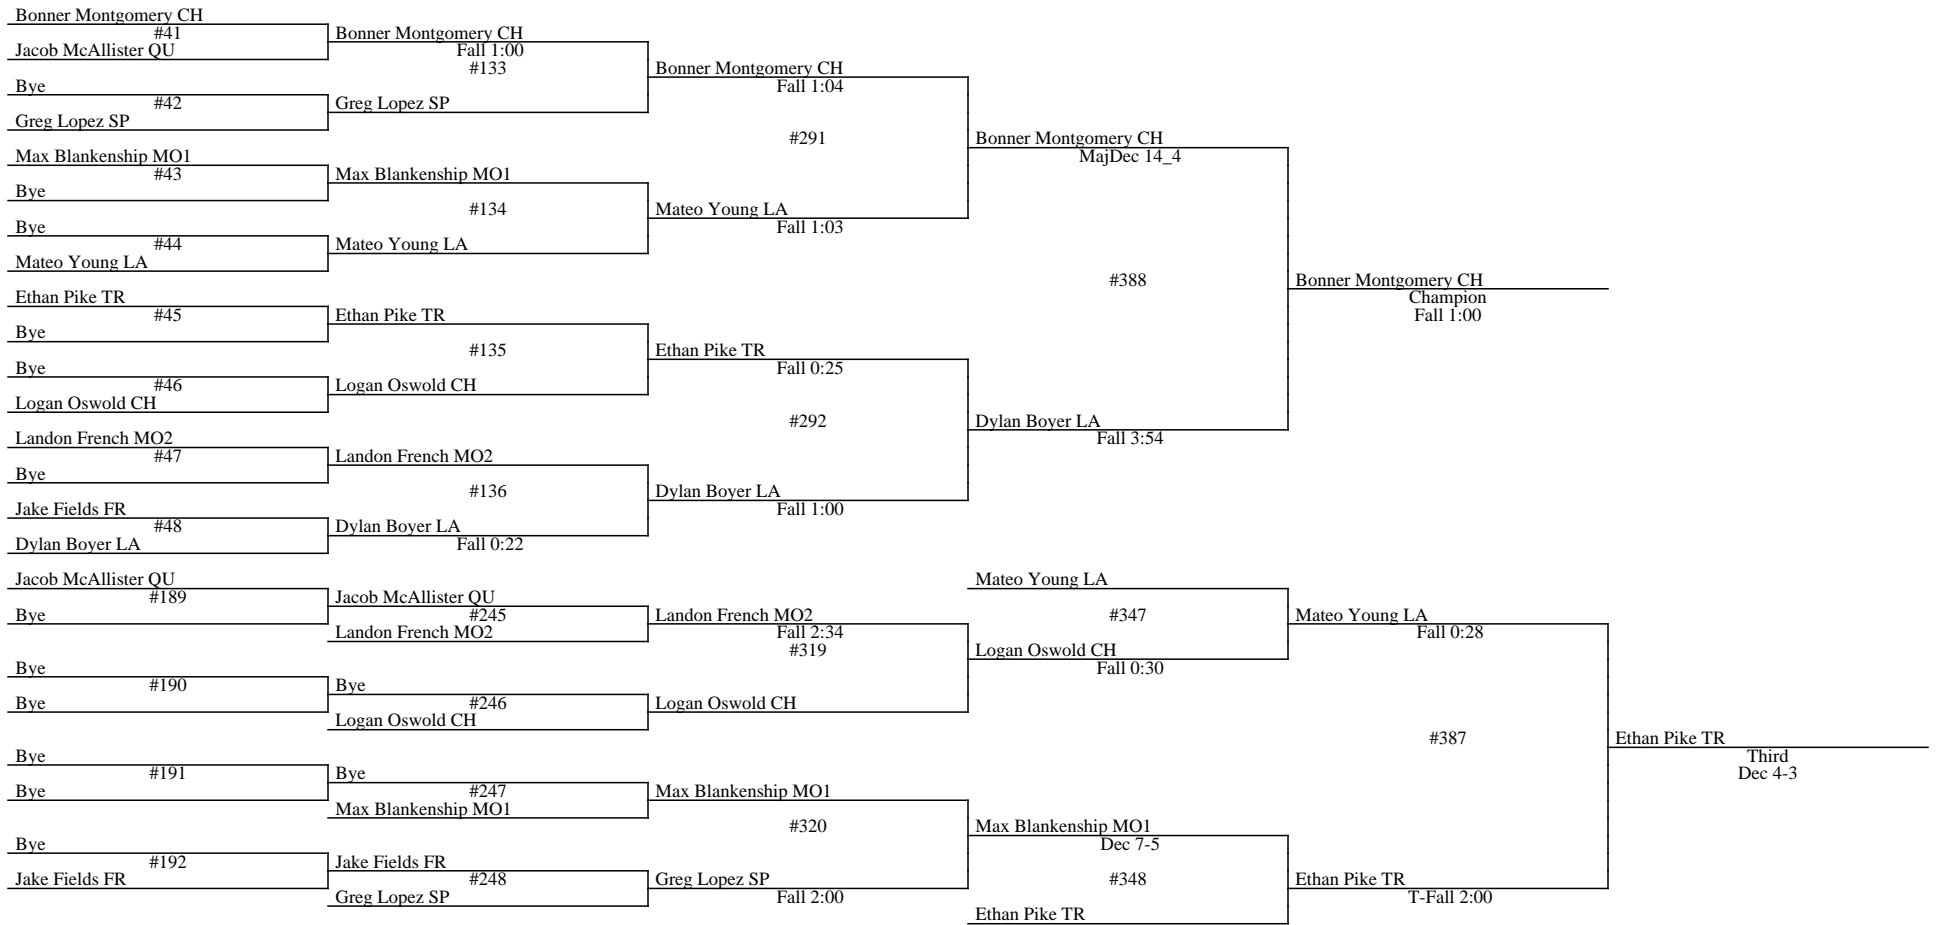 Bonner Montgomery CH
#41
Jacob McAllister QU
Bonner Montgomery CH
Fall 1:00
#133
Bye
#42
Greg Lopez SP
Greg Lopez SP
Bonner Montgomery CH
Fall 1:04
#291
Max Blankenship MO1
#43
Bye
Max Blankenship MO1
#134
Bye
#44
Mateo Young LA
Mateo Young LA
Mateo Young LA
Fall 1:03
Bonner Montgomery CH
MajDec 14_4
#388
Ethan Pike TR
#45
Bye
Ethan Pike TR
#135
Bye
#46
Logan Oswold CH
Logan Oswold CH
Ethan Pike TR
Fall 0:25
#292
Landon French MO2
#47
Bye
Landon French MO2
#136
Jake Fields FR
#48
Dylan Boyer LA
Dylan Boyer LA
Fall 0:22
Dylan Boyer LA
Fall 1:00
Dylan Boyer LA
Fall 3:54
Bonner Montgomery CH
Champion
Fall 1:00
Jacob McAllister QU
#189
Bye
Jacob McAllister QU
#245
Landon French MO2
Landon French MO2
Fall 2:34
#319
Bye
#190
Bye
Bye
#246
Logan Oswold CH
Logan Oswold CH
Mateo Young LA
#347
Logan Oswold CH
Fall 0:30
Mateo Young LA
Fall 0:28
#387
Bye
#191
Bye
Bye
#247
Max Blankenship MO1
Max Blankenship MO1
#320
Bye
#192
Jake Fields FR
Jake Fields FR
#248
Greg Lopez SP
Greg Lopez SP
Fall 2:00
Max Blankenship MO1
Dec 7-5
#348
Ethan Pike TR
Ethan Pike TR
T-Fall 2:00
Ethan Pike TR
Third
Dec 4-3